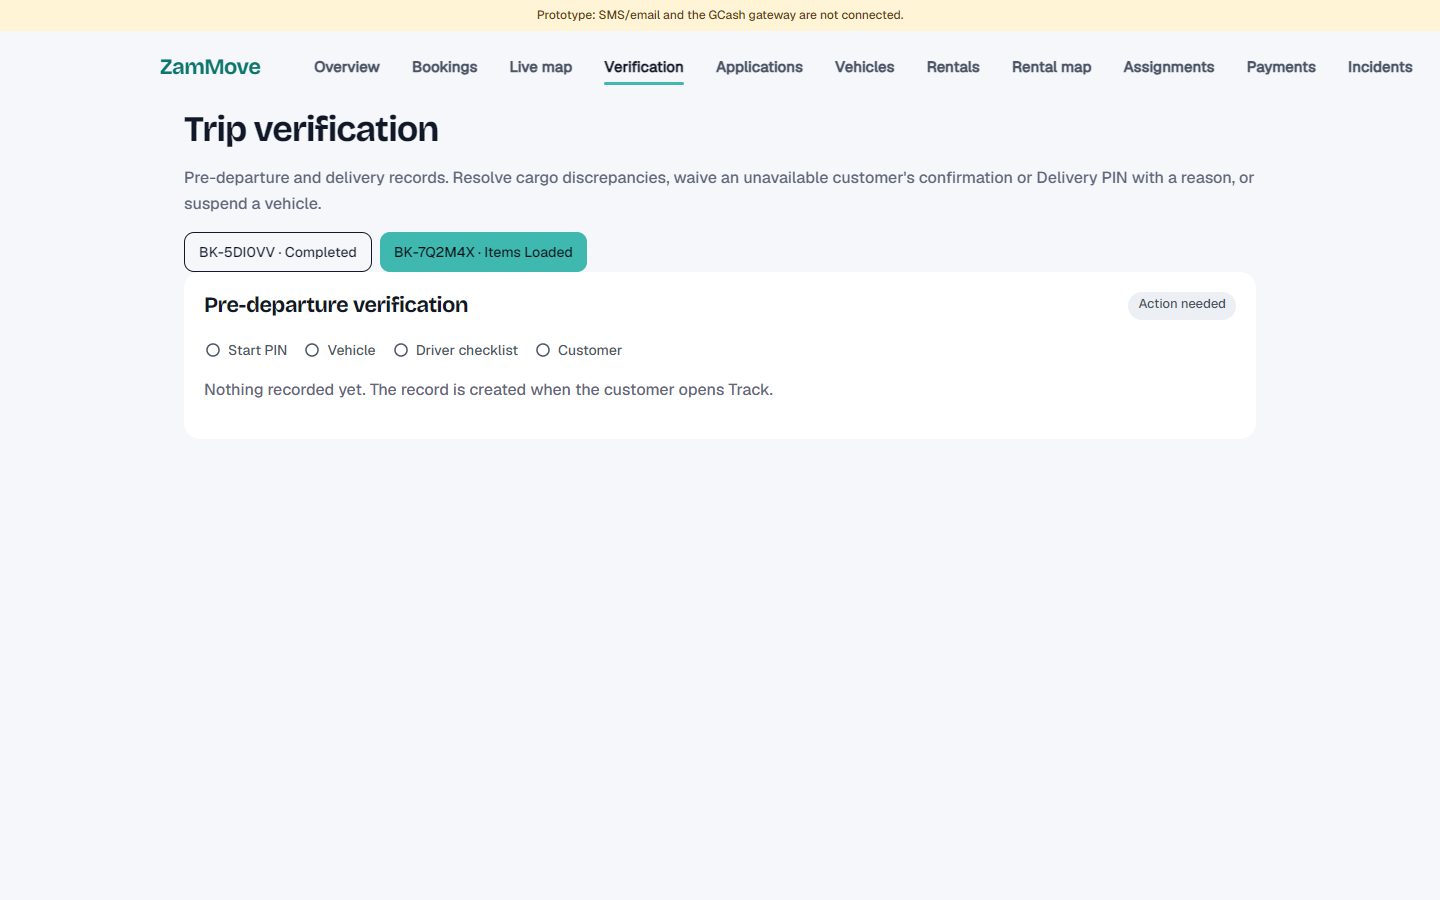 Prototype: SMS/email and the GCash gateway are not connected.
ZamMove Overview Bookings Live map Verification Applications Vehicles Rentals Rental map Assignments Payments Incidents
Trip verification
Pre-departure and delivery records. Resolve cargo discrepancies, waive an unavailable customer's confirmation or Delivery PIN with a reason, or
suspend a vehicle.
BK-5DI0VV · Completed BK-7Q2M4X · Items Loaded
Pre-departure verification Action needed
Start PIN Vehicle Driver checklist Customer
Nothing recorded yet. The record is created when the customer opens Track.